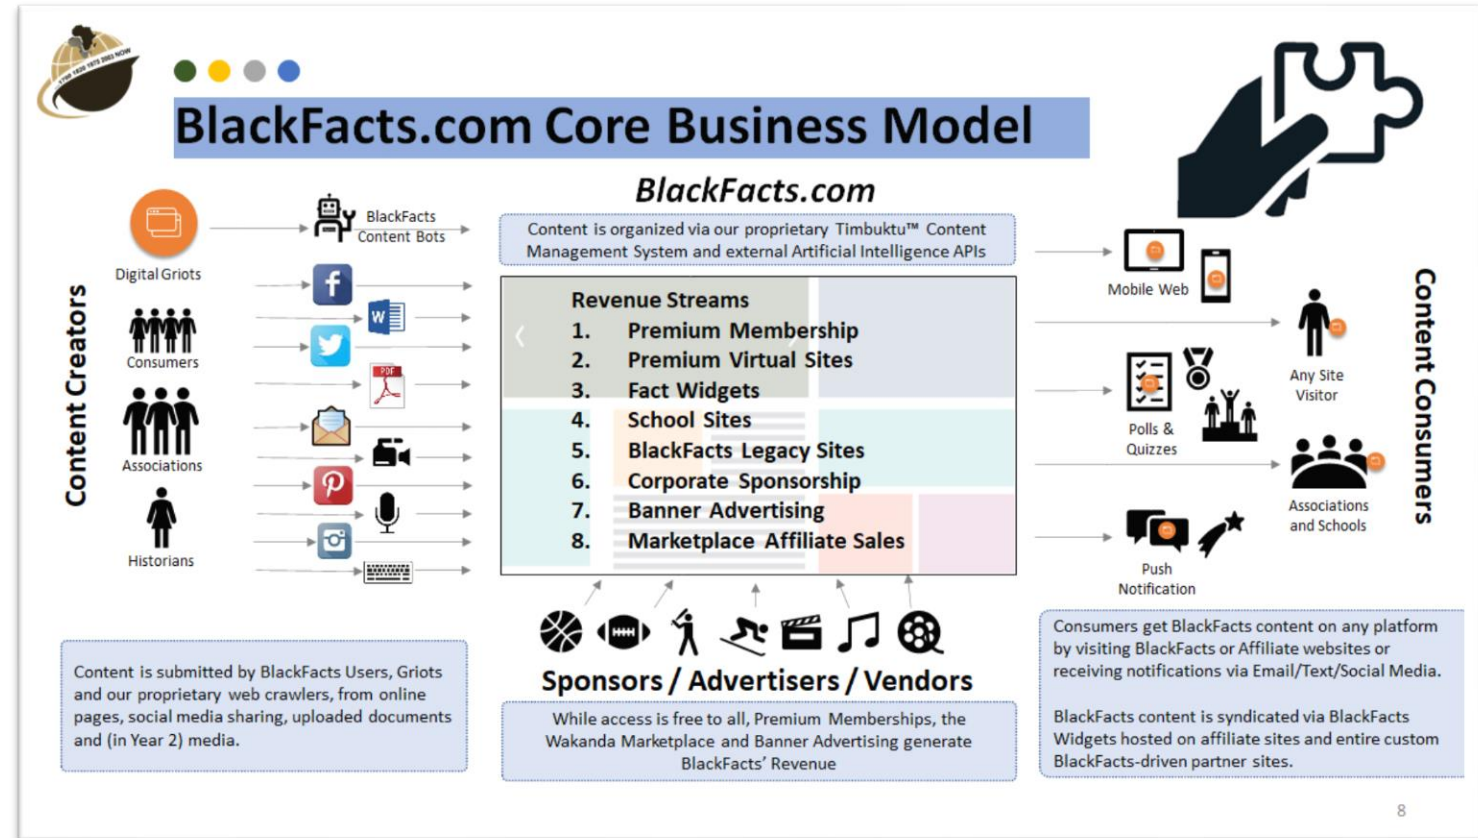 1700 1820 1875 2003 NOW
BlackFacts.com Core Business Model
BlackFacts.com
Content is organized via our proprietary Timbuktu™ Content
Management System and external Artificial Intelligence APIs
Content Creators
Digital Griots
Consumers
Associations
Historians
BlackFacts
Content Bots
f
W
PDF
Revenue Streams
1. Premium Membership
2. Premium Virtual Sites
3. Fact Widgets
4. School Sites
5. BlackFacts Legacy Sites
6. Corporate Sponsorship
7. Banner Advertising
8. Marketplace Affiliate Sales
Mobile Web
Any Site
Visitor
Polls &
Quizzes
Associations
and Schools
Push
Notification
Content Consumers
Content is submitted by BlackFacts Users, Griots
and our proprietary web crawlers, from online
pages, social media sharing, uploaded documents
and (in Year 2) media.
Sponsors / Advertisers / Vendors
While access is free to all, Premium Memberships, the
Wakanda Marketplace and Banner Advertising generate
BlackFacts’ Revenue
Consumers get BlackFacts content on any platform
by visiting BlackFacts or Affiliate websites or
receiving notifications via Email/Text/Social Media.
BlackFacts content is syndicated via BlackFacts
Widgets hosted on affiliate sites and entire custom
BlackFacts-driven partner sites.
8